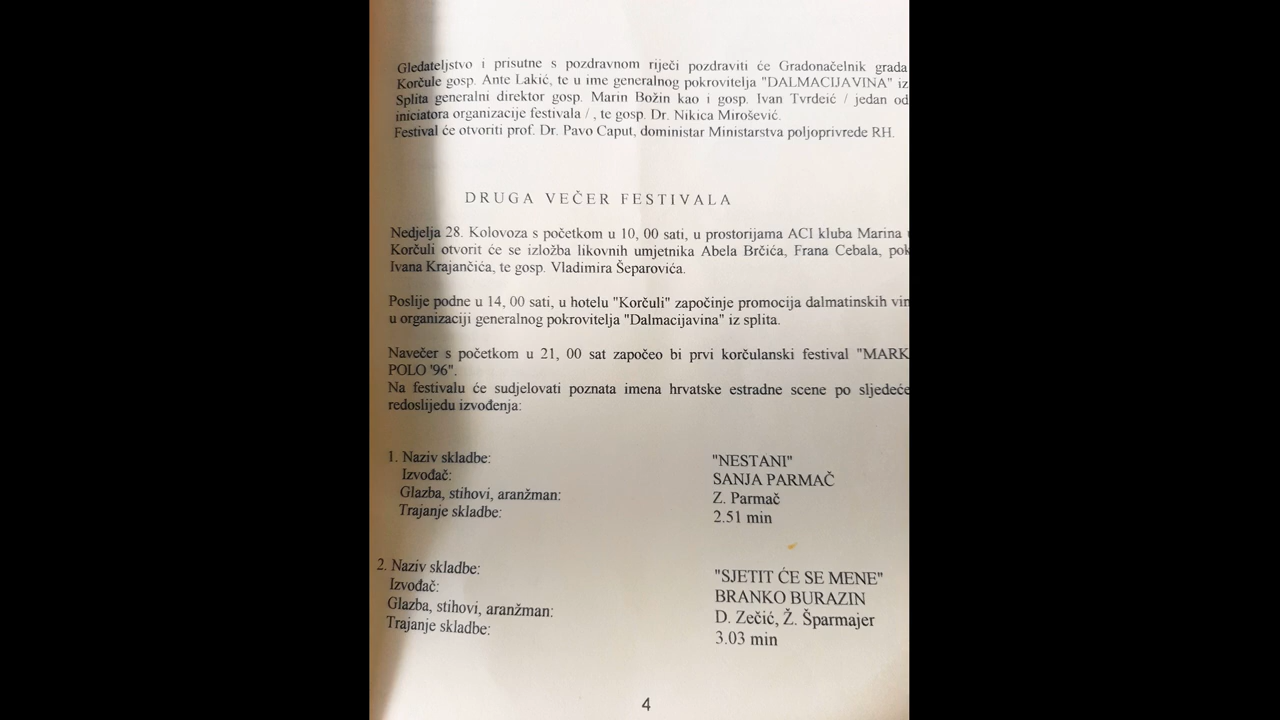 Gledateljstvo i prisutne s pozdravnom riječi pozdraviti će Gradonačelnik grada
Korčule gosp. Ante Lakić, te u ime generalnog pokrovitelja "DALMACIJAVINA" iz
Splita generalni direktor gosp. Marin Božin kao i gosp. Ivan Tvrdeić / jedan od
iniciatora organizacije festivala / , te gosp. Dr. Nikica Mirošević.
Festival će otvoriti prof. Dr. Pavo Caput, dominister Ministarstva poljoprivrede RH.
DRUGA VEČER FESTIVALA
Nedjelja 28. Kolovoza s početkom u 10, 00 sati, u prostorijama ACI kluba Marina
Korčuli otvorit će se izložba likovnih umjetnika Abela Brčića, Frana Cebala, pok
Ivana Krajančića, te gosp. Vladimira Šeparovića.
Poslije podne u 14, 00 sati, u hotelu "Korčuli" započinje promocija dalmatinskih vin
u organizaciji generalnog pokrovitelja "Dalmacijavina" iz splita.
Navečer s početkom u 21, 00 sat započeo bi prvi korčulanski festival "MARK
POLO '96".
Na festivalu će sudjelovati poznata imena hrvatske estradne scene po sljedeće
redoslijedu izvođenja:
1. Naziv skladbe: "NESTANI"
Izvođač: SANJA PARMAČ
Glazba, stihovi, aranžman: Z. Parmač
Trajanje skladbe: 2.51 min
2. Naziv skladbe: "SJETIT ĆE SE MENE"
Izvođač: BRANKO BURAZIN
Glazba, stihovi, aranžman: D. Zečić, Ž. Šparmajer
Trajanje skladbe: 3.03 min
4